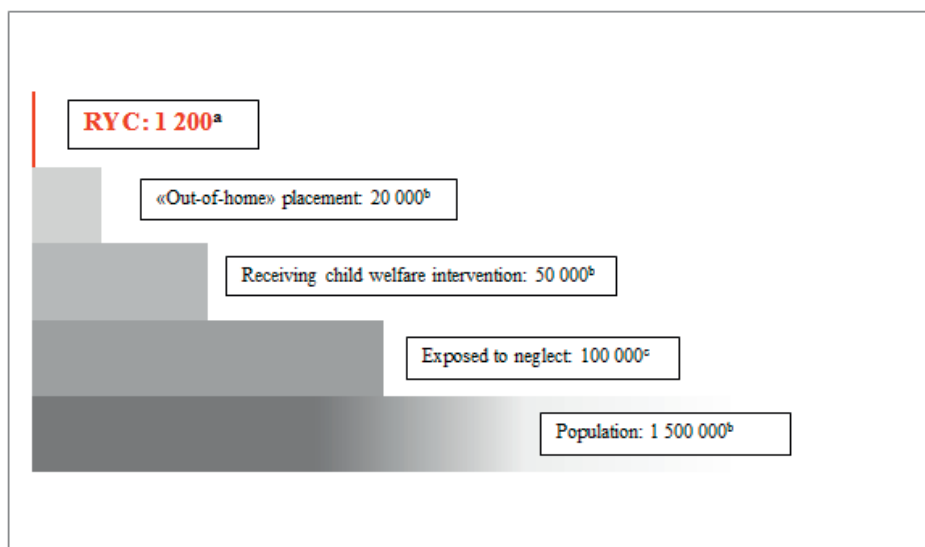 RYC: 1 200ᵃ
«Out-of-home» placement: 20 000ᵇ
Receiving child welfare intervention: 50 000ᵇ
Exposed to neglect: 100 000ᶜ
Population: 1 500 000ᵇ